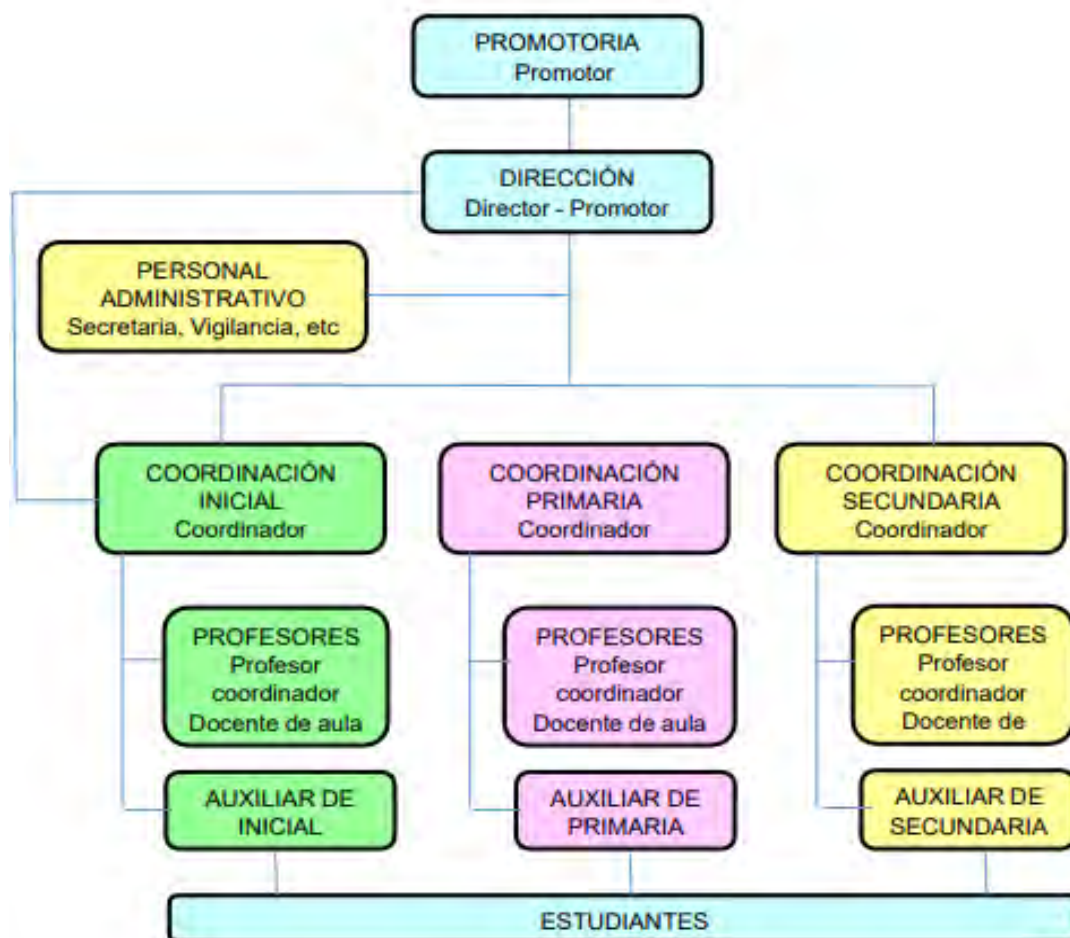 PROMOTORIA
Promotor
DIRECCIÓN
Director - Promotor
PERSONAL
ADMINISTRATIVO
Secretaria, Vigilancia, etc
COORDINACIÓN
INICIAL
Coordinador
COORDINACIÓN
PRIMARIA
Coordinador
COORDINACIÓN
SECUNDARIA
Coordinador
PROFESORES
Profesor
coordinador
Docente de aula
PROFESORES
Profesor
coordinador
Docente de aula
PROFESORES
Profesor
coordinador
Docente de
AUXILIAR DE
INICIAL
AUXILIAR DE
PRIMARIA
AUXILIAR DE
SECUNDARIA
ESTUDIANTES